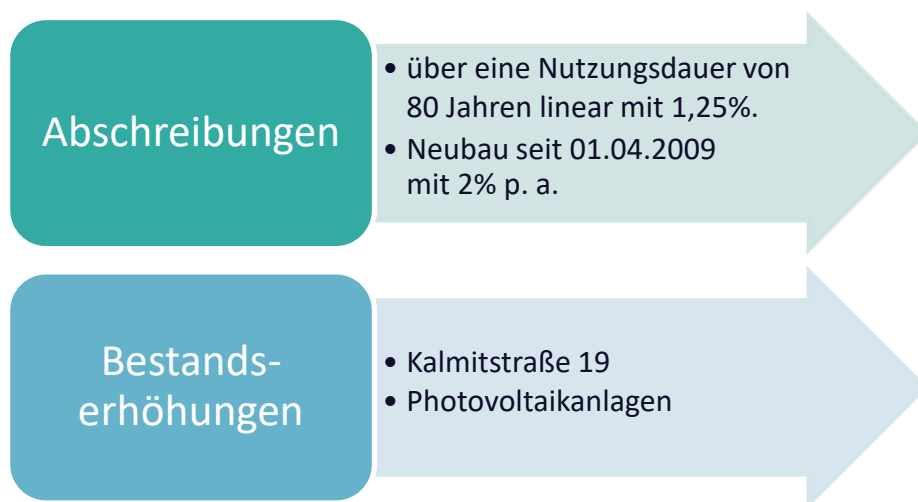 Abschreibungen
• über eine Nutzungsdauer von
80 Jahren linear mit 1,25%.
• Neubau seit 01.04.2009
mit 2% p. a.
Bestands-
erhöhungen
• Kalmitstraße 19
• Photovoltaikanlagen